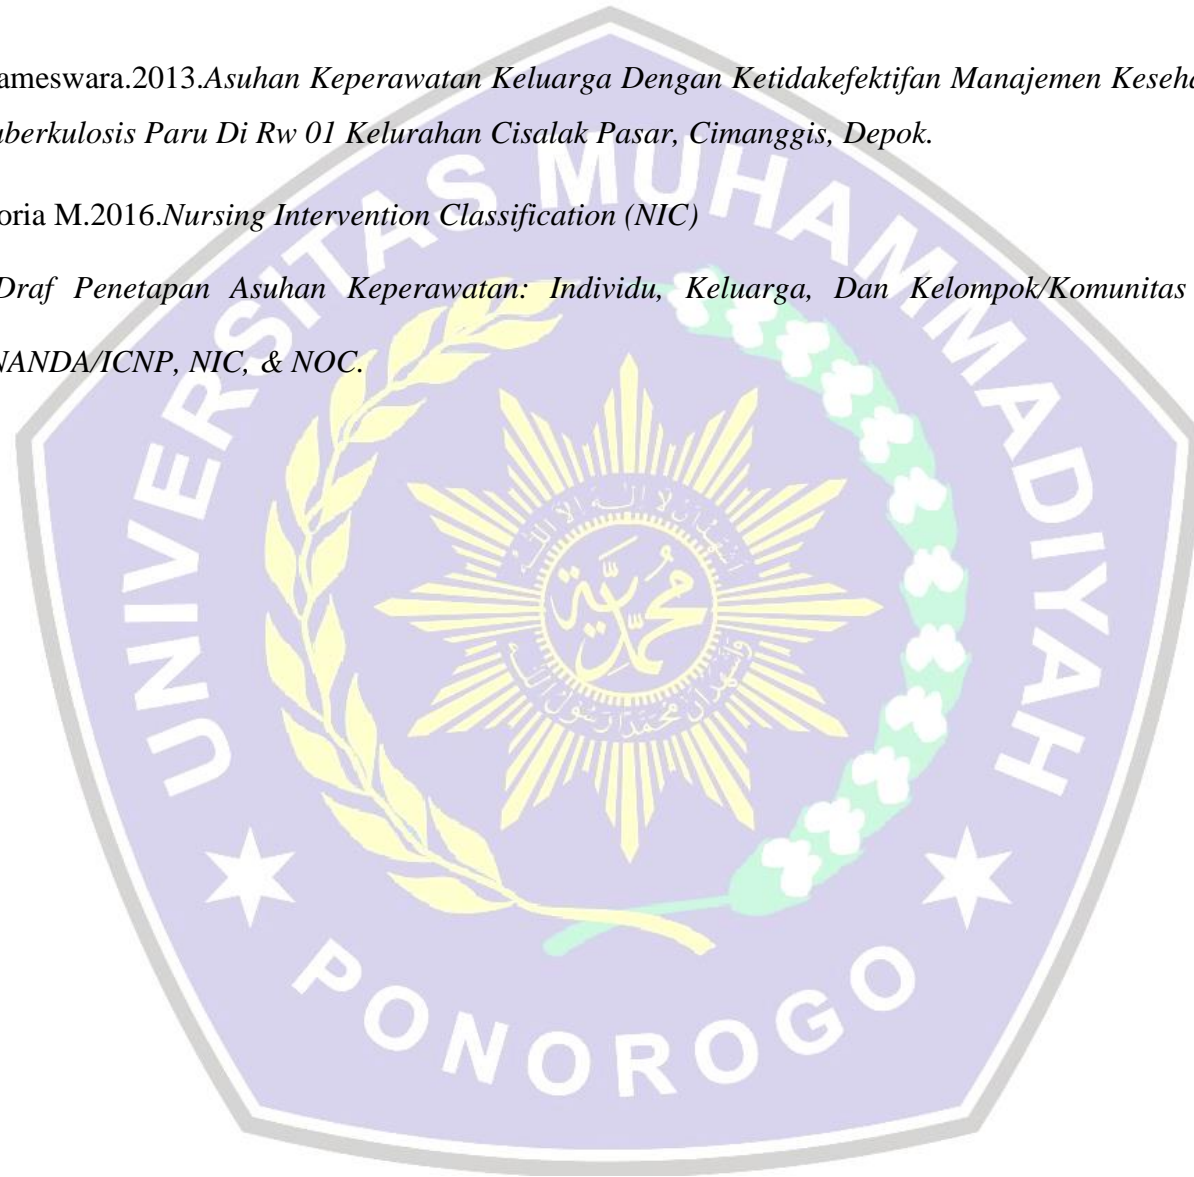 ameswara.2013.Asuhan Keperawatan Keluarga Dengan Ketidakefektifan Manajemen Keseha
uberkulosis Paru Di Rw 01 Kelurahan Cisalak Pasar, Cimanggis, Depok.
oria M.2016.Nursing Intervention Classification (NIC)
Draf Penetapan Asuhan Keperawatan: Individu, Keluarga, Dan Kelompok/Komunitas
NANDA/ICNP, NIC, & NOC.
UNIVERSITAS MUHAMMADIYAH
محمدية
PONOROGO